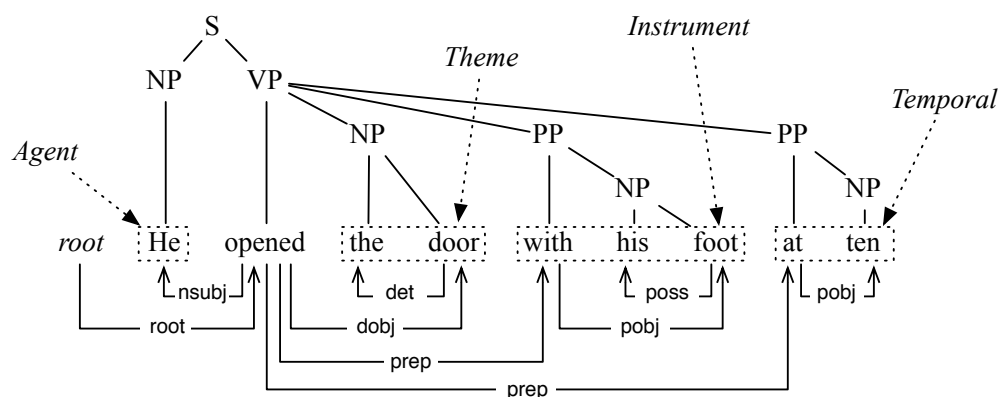 S
Instrument
Theme
NP VP
Temporal
NP PP PP
Agent
NP NP
root He opened the door with his foot at ten
nsubj det poss pobj
root dobj pobj
prep
prep